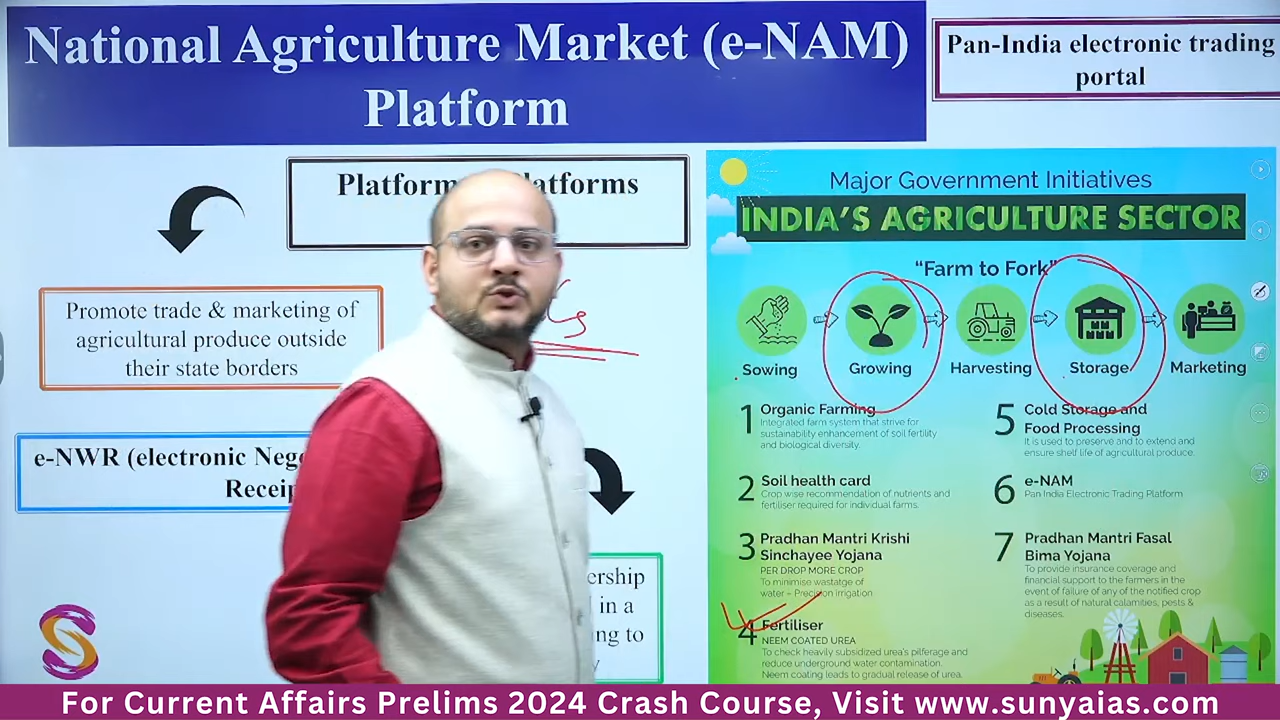 National Agriculture Market (e-NAM)
Platform
Pan-India electronic trading
portal
Platform
atforms
Promote trade & marketing of
agricultural produce outside
their state borders
e-NWR (electronic
Receip
ership
in a
ng to
y
Major Government Initiatives
INDIA'S AGRICULTURE SECTOR
“Farm to Fork”
Sowing
Growing
Harvesting
Storage
Marketing
1 Organic Farming
Integrated farm system that strive for
sustainability enhancement of soil fertility
and biological diversity.
2 Soil health card
Crop wise recommendation of nutrients and
fertiliser required for individual farms.
3 Pradhan Mantri Krishi
Sinchayee Yojana
PER DROP MORE CROP
To minimise wastatge of
water – Precision Irrigation
4 Fertiliser
NEEM COATED UREA
To check heavily subsidized urea's pilferage and
reduce underground water contamination.
Neem coating leads to gradual release of urea.
5 Cold Storage and
Food Processing
It is used to preserve and to extend and
ensure shelf life of agricultural produce.
6 e-NAM
Pan India Electronic Trading Platform
7 Pradhan Mantri Fasal
Bima Yojana
To provide insurance coverage and
financial support to the farmers in the
event of failure of any of the notified crop
as a result of natural calamities, pests &
diseases.
S
For Current Affairs Prelims 2024 Crash Course, Visit www.sunyaias.com